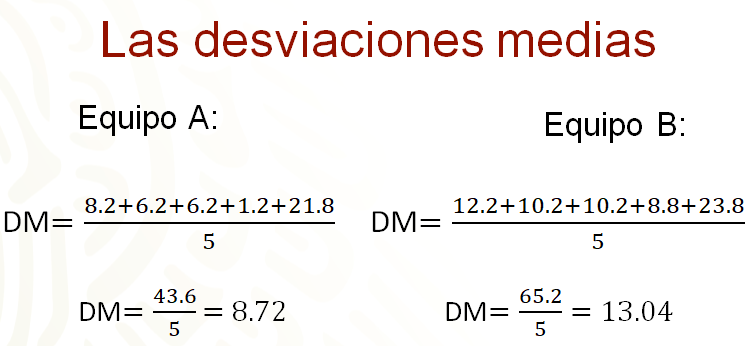 Las desviaciones medias
Equipo A:
DM= 8.2+6.2+6.2+1.2+21.8
5
DM= 43.6
5
= 8.72
Equipo B:
DM= 12.2+10.2+10.2+8.8+23.8
5
DM= 65.2
5
= 13.04